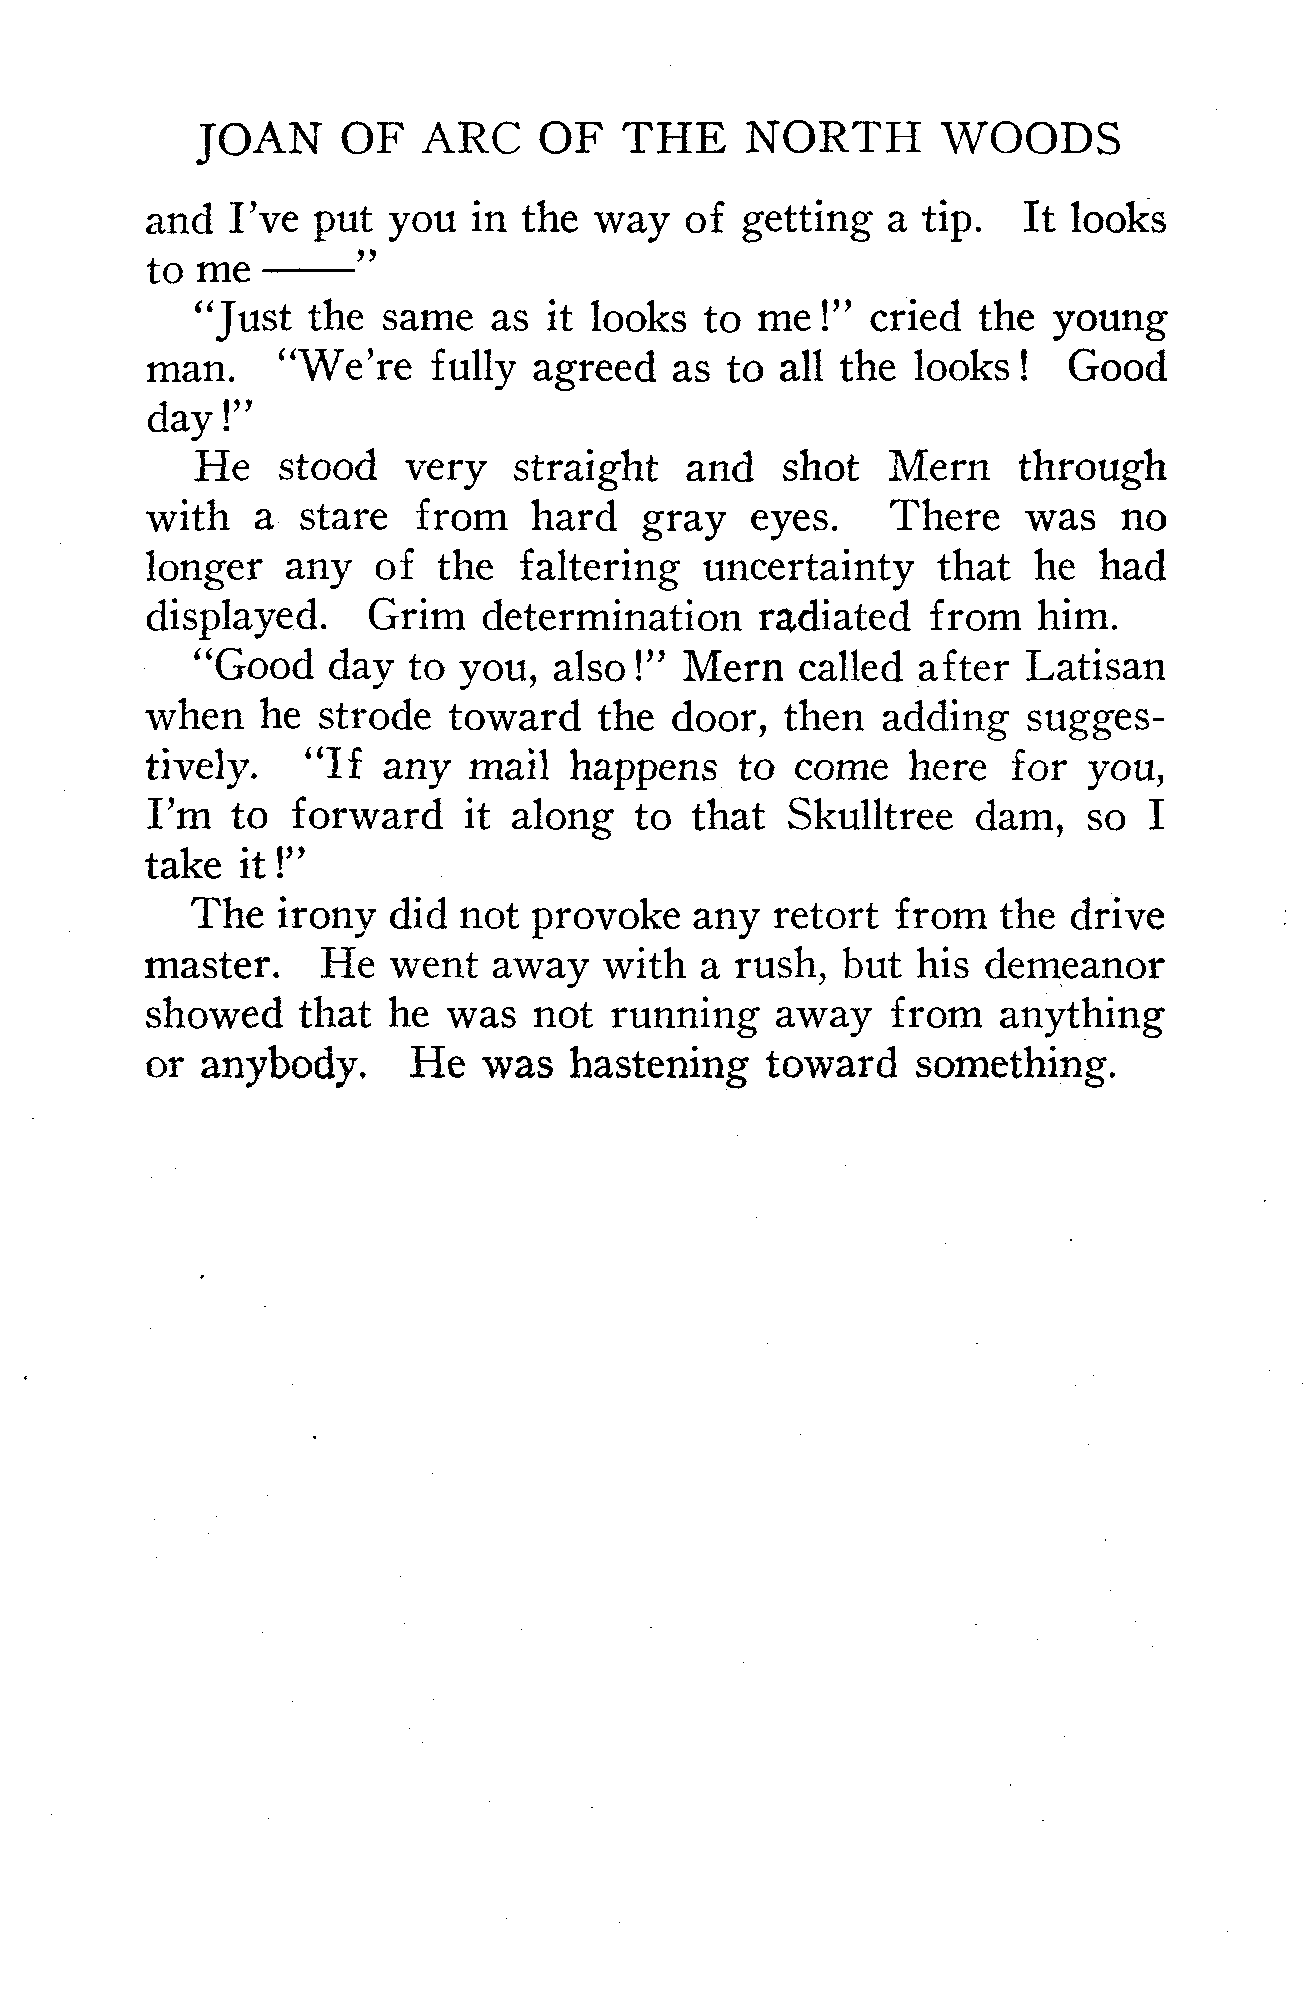 JOAN OF ARC OF THE NORTH WOODS
and I've put you in the way of getting a tip. It looks
to me ——"
"Just the same as it looks to me!" cried the young
man. "We're fully agreed as to all the looks! Good
day!"
He stood very straight and shot Mern through
with a stare from hard gray eyes. There was no
longer any of the faltering uncertainty that he had
displayed. Grim determination radiated from him.
"Good day to you, also!" Mern called after Latisan
when he strode toward the door, then adding sugges-
tively. "If any mail happens to come here for you,
I'm to forward it along to that Skulltree dam, so I
take it!"
The irony did not provoke any retort from the drive
master. He went away with a rush, but his demeanor
showed that he was not running away from anything
or anybody. He was hastening toward something.